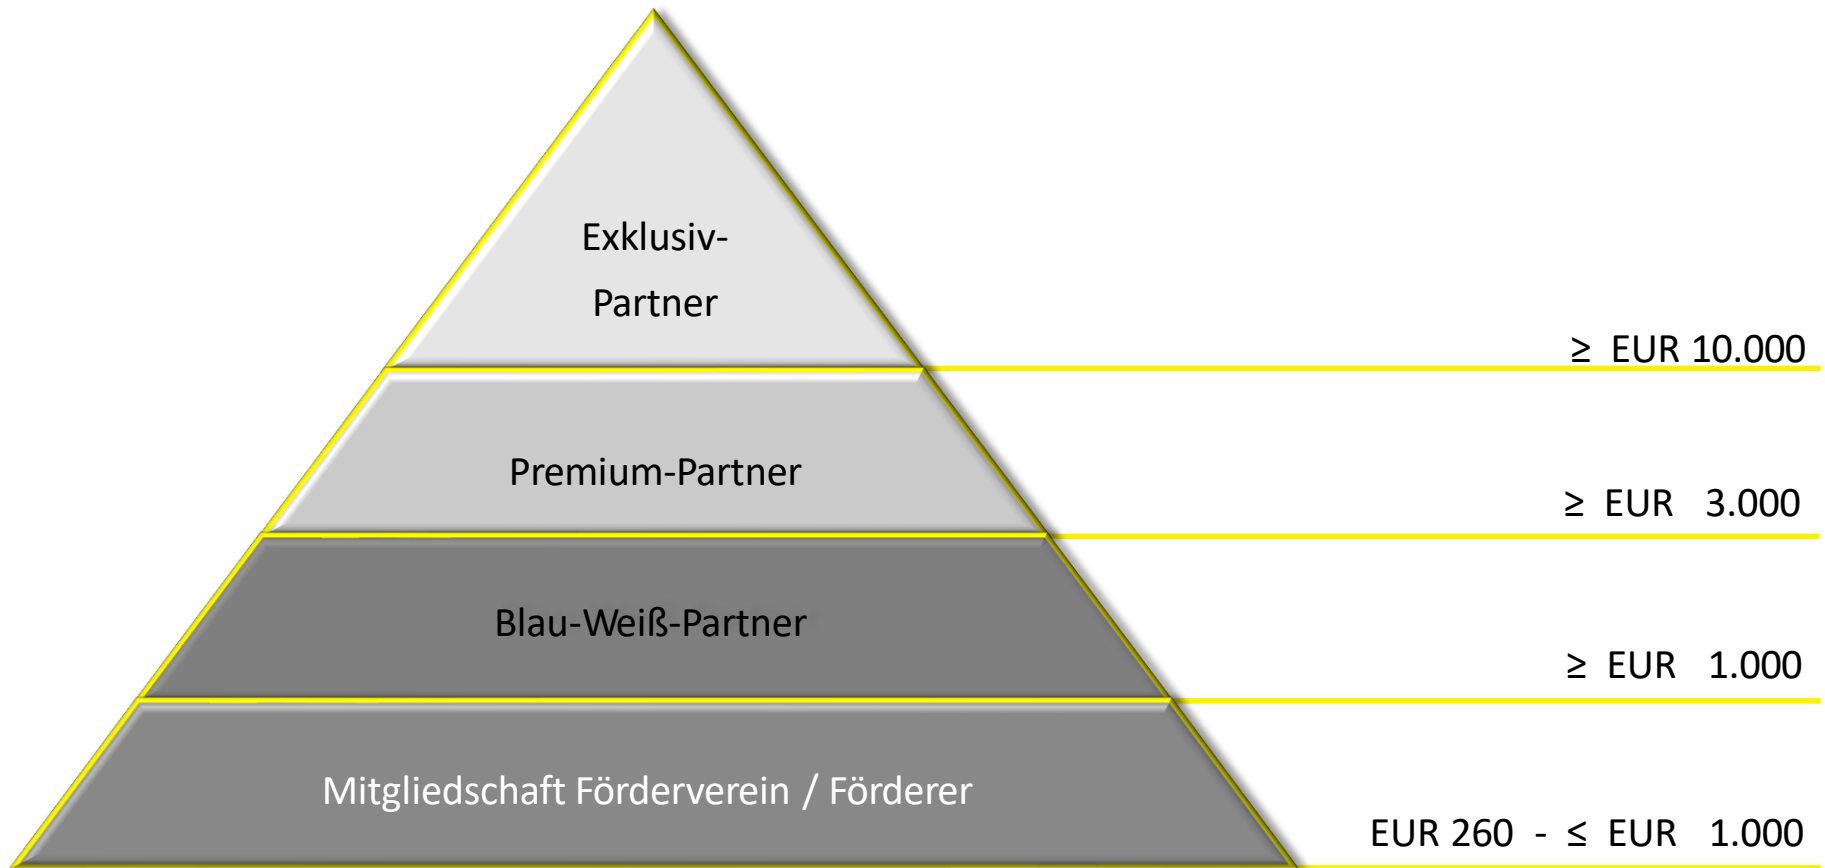 Exklusiv-
Partner
≥ EUR 10.000
Premium-Partner
≥ EUR 3.000
Blau-Weiß-Partner
≥ EUR 1.000
Mitgliedschaft Förderverein / Förderer
EUR 260 - ≤ EUR 1.000